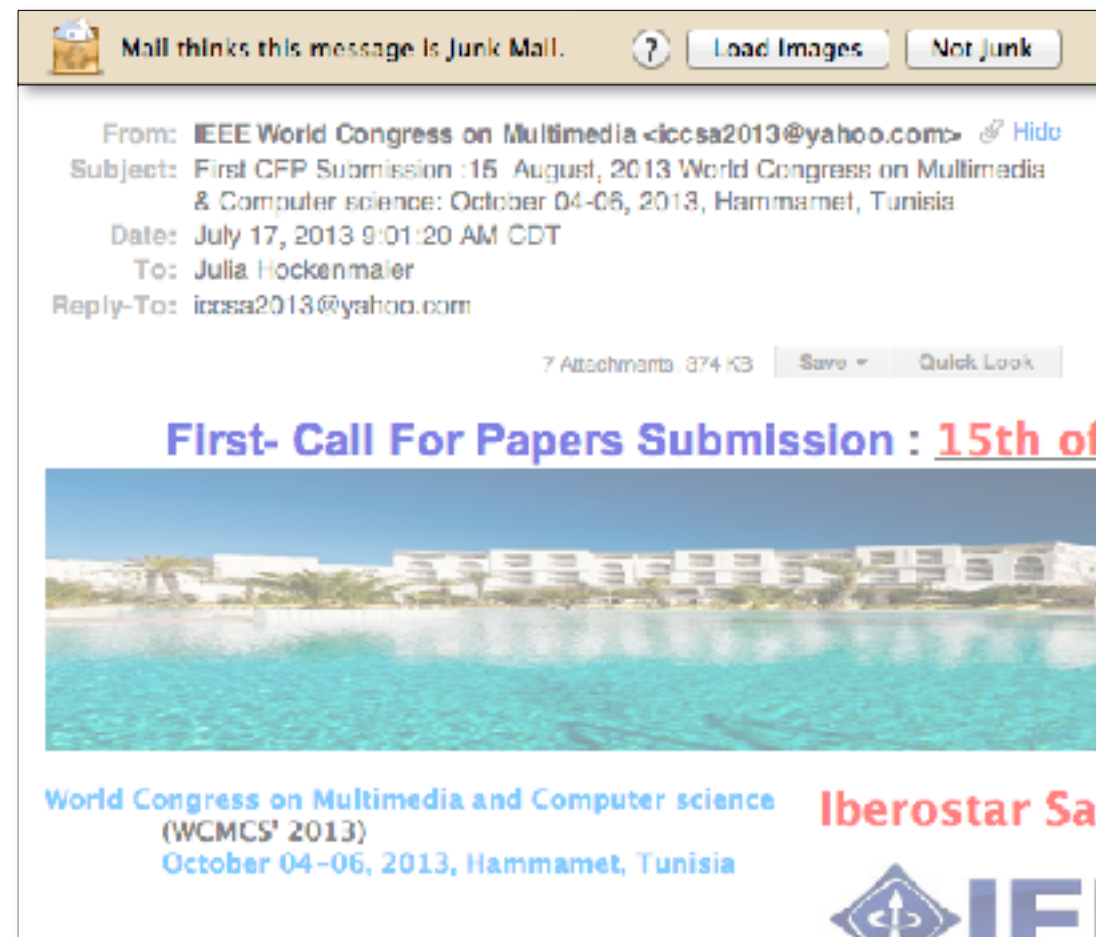 Mail thinks this message is Junk Mail. ? Load Images Not Junk
From: IEEE World Congress on Multimedia <iccsa2013@yahoo.com> Hide
Subject: First CFP Submission :15 August, 2013 World Congress on Multimedia
& Computer science: October 04-06, 2013, Hammamet, Tunisia
Date: July 17, 2013 9:01:20 AM CDT
To: Julia Hockenmaier
Reply-To: iccsa2013@yahoo.com
7 Attachments, 874 KB Save Quick Look
First- Call For Papers Submission : 15th of
World Congress on Multimedia and Computer science
(WCMCS' 2013)
October 04-06, 2013, Hammamet, Tunisia
Iberostar Sa
IE